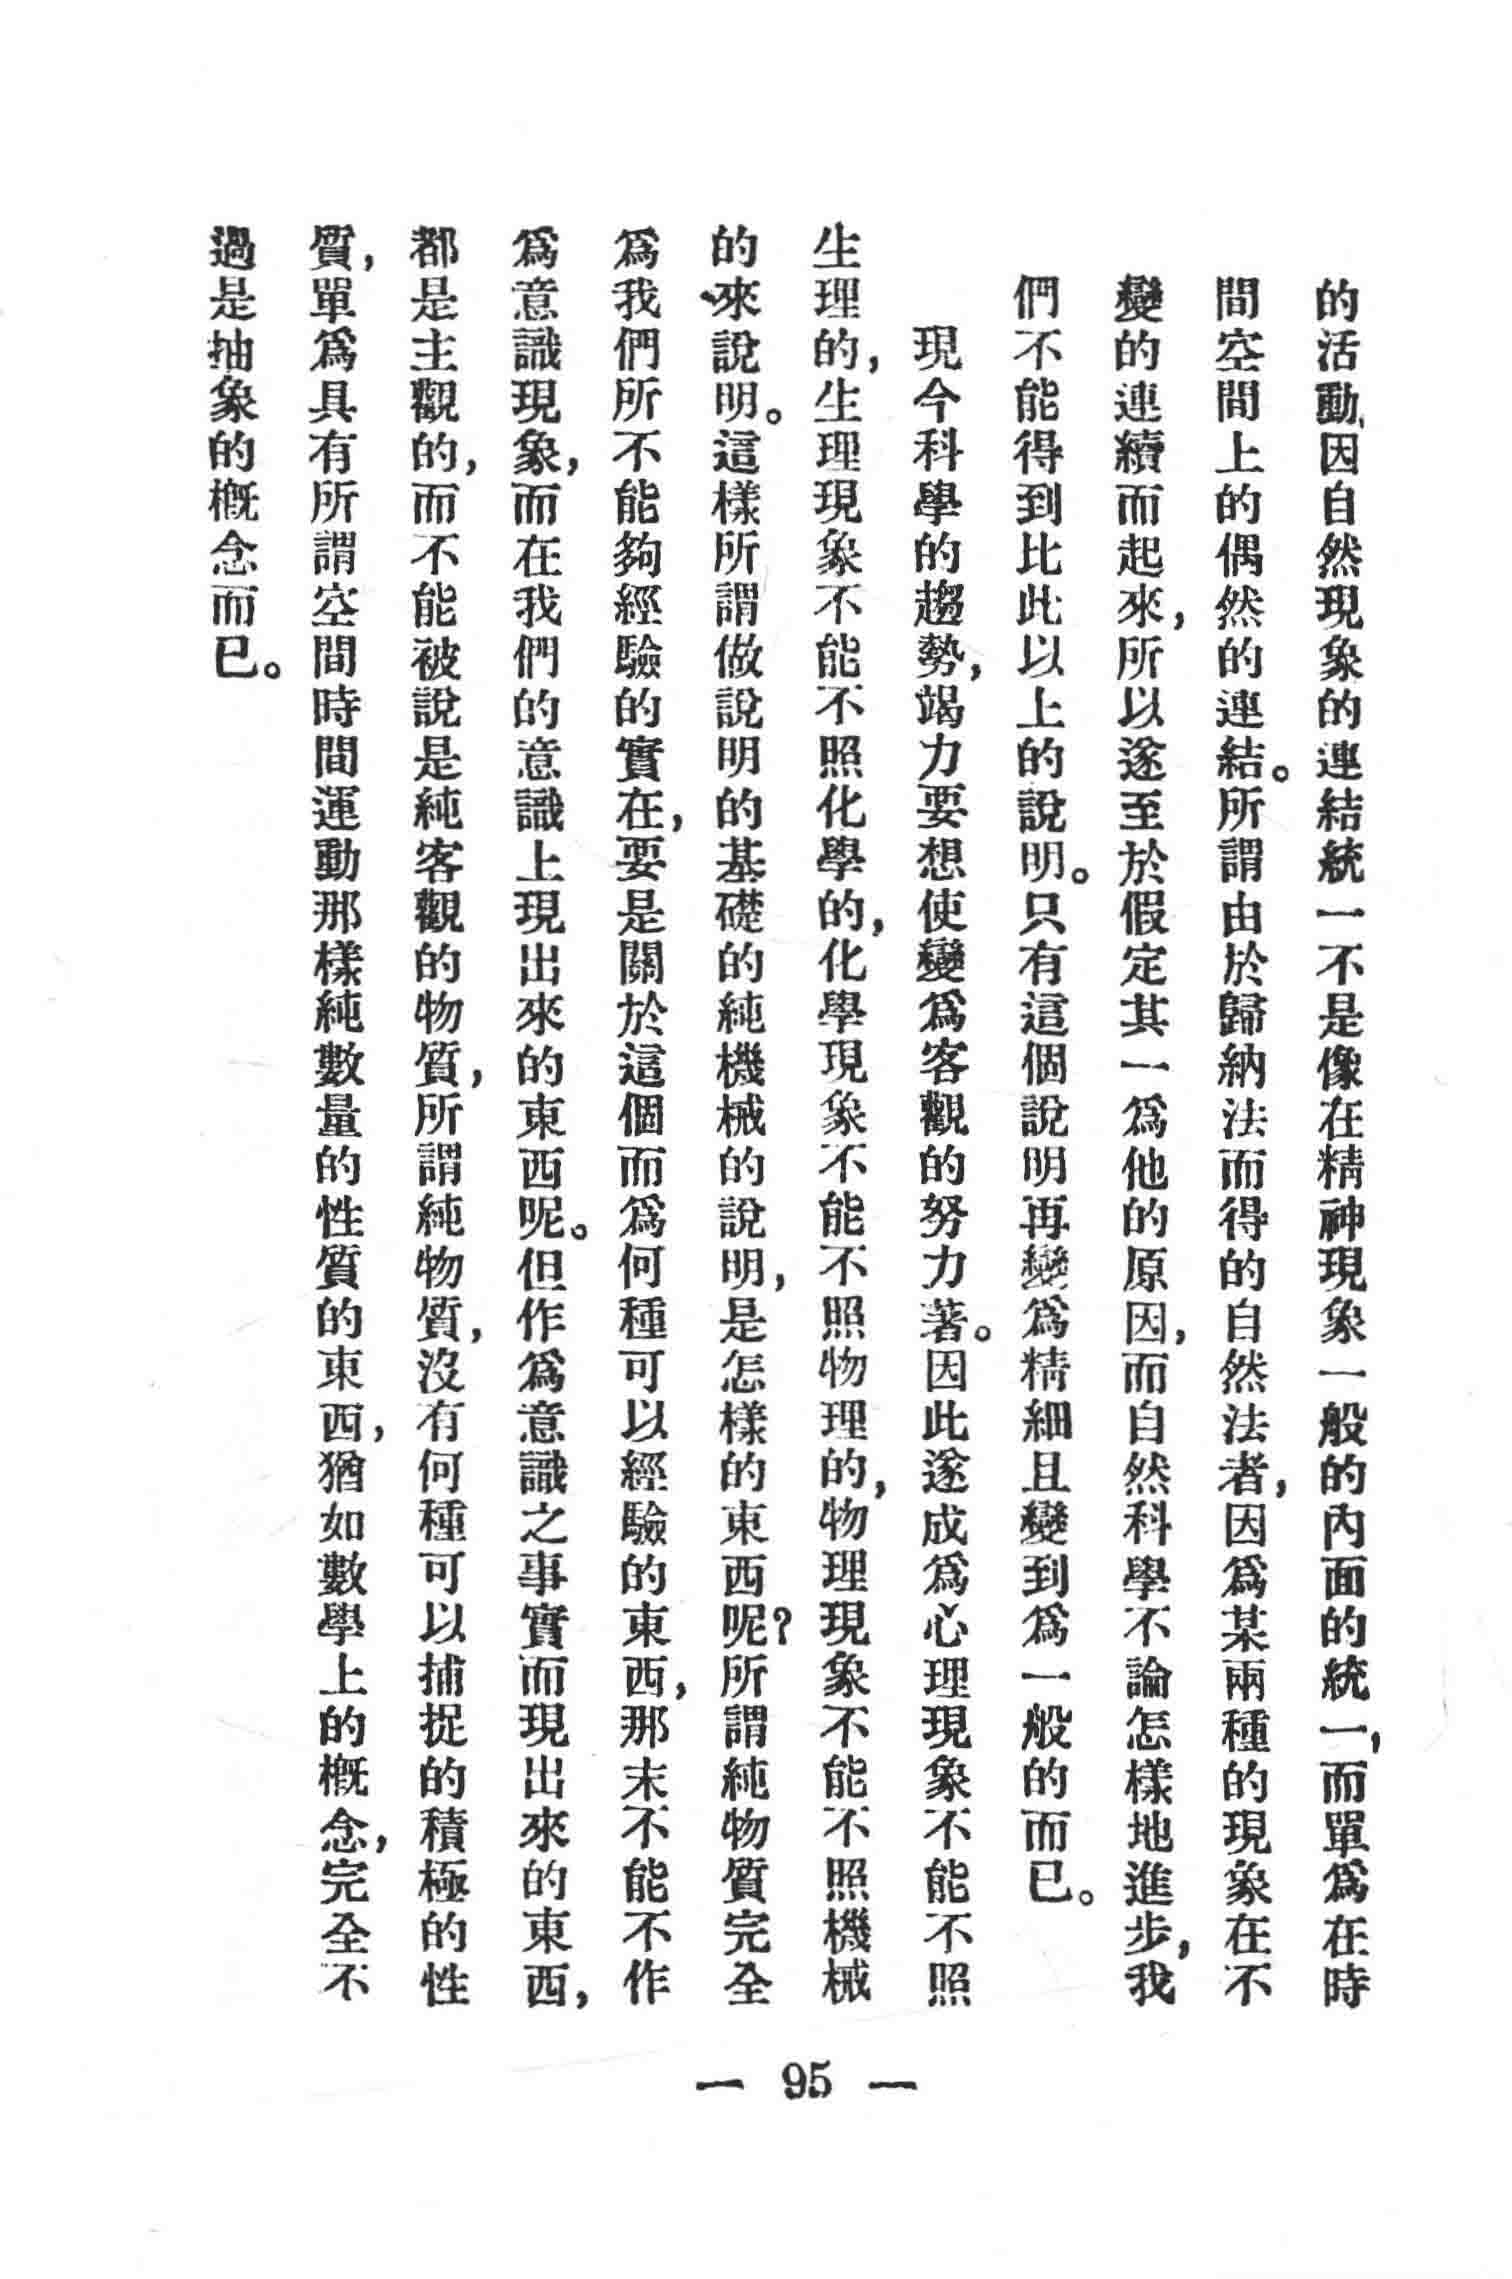 的活動、因自然現象的連結統一不是像在精神現象一般的內面的統一，而單爲在時
間空間上的偶然的連結。所謂由於歸納法而得的自然法者，因爲某兩種的現象在不
變的連續而起來，所以遂至於假定其一爲他的原因，而自然科學不論怎樣地進步，我
們不能得到比此以上的說明。只有這個說明再變爲精細且變到爲一般的而已。
現今科學的趨勢，竭力要想使變爲客觀的努力著。因此遂成爲心理現象不能不照
生理的，生理現象不能不照化學的，化學現象不能不照物理的，物理現象不能不照機械
的來說明。這樣所謂做說明的基礎的純機械的說明，是怎樣的東西呢？所謂純物質完全
爲我們所不能夠經驗的實在，要是關於這個而爲何種可以經驗的東西，那末不能不作
爲意識現象，而在我們的意識上現出來的東西呢。但作爲意識之事實而現出來的東西，
都是主觀的，而不能被說是純客觀的物質，所謂純物質，沒有何種可以捕捉的積極的性
質，單爲具有所謂空間時間運動那樣純數量的性質的東西，猶如數學上的概念，完全不
過是抽象的概念而已。
— 95 —